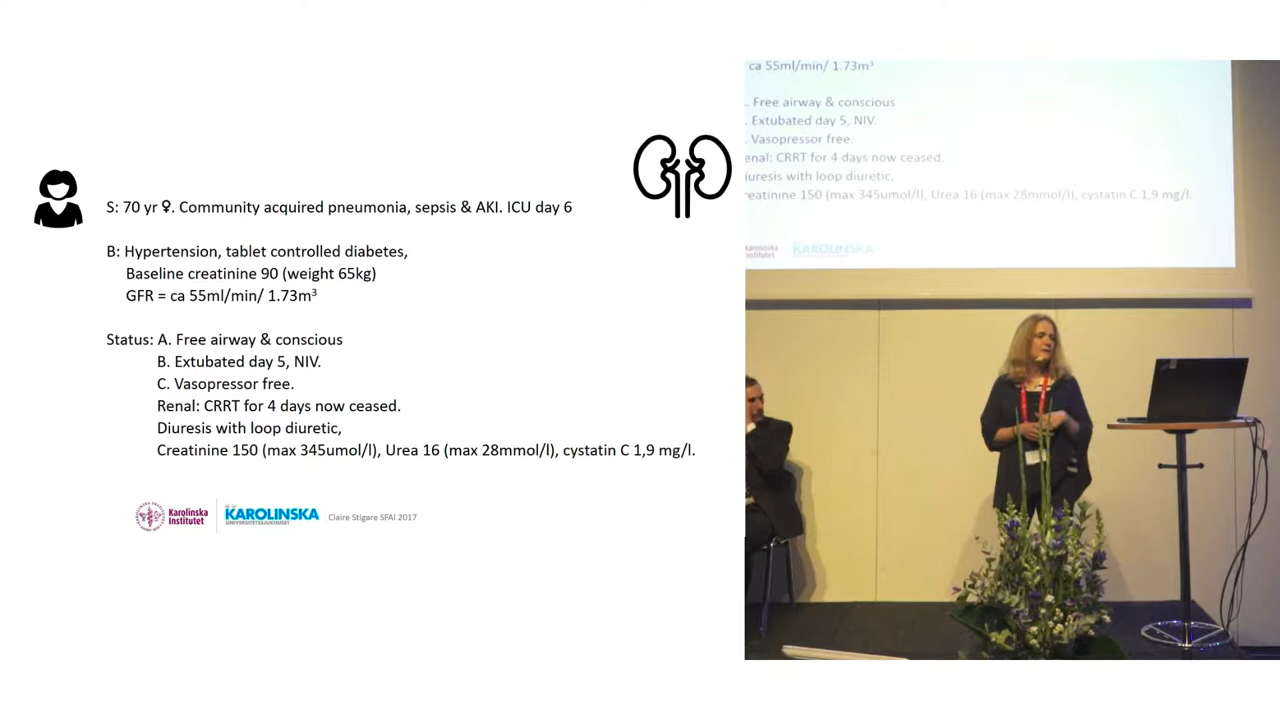 S: 70 yr ♀. Community acquired pneumonia, sepsis & AKI. ICU day 6
B: Hypertension, tablet controlled diabetes,
Baseline creatinine 90 (weight 65kg)
GFR = ca 55ml/min/ 1.73m³
Status: A. Free airway & conscious
B. Extubated day 5, NIV.
C. Vasopressor free.
Renal: CRRT for 4 days now ceased.
Diuresis with loop diuretic,
Creatinine 150 (max 345umol/l), Urea 16 (max 28mmol/l), cystatin C 1,9 mg/l.
Karolinska
Institutet
KAROLINSKA
UNIVERSITETSSJUKHUSET
Claire Stigare SFAI 2017
ca 55ml/min/ 1.73m³
. Free airway & conscious
. Extubated day 5, NIV.
. Vasopressor free.
enal: CRRT for 4 days now ceased.
iuresis with loop diuretic,
reatinine 150 (max 345umol/l), Urea 16 (max 28mmol/l), cystatin C 1,9 mg/l.
Karolinska
Institutet
KAROLINSKA